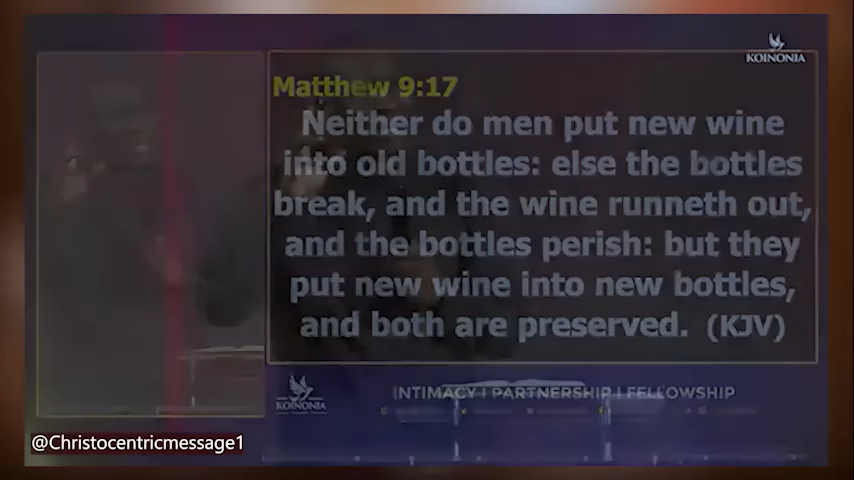 KOINONIA
Matthew 9:17
Neither do men put new wine
into old bottles: else the bottles
break, and the wine runneth out,
and the bottles perish: but they
put new wine into new bottles,
and both are preserved. (KJV)
KOINONIA
INTIMACY | PARTNERSHIP | FELLOWSHIP
@Christocentricmessage1